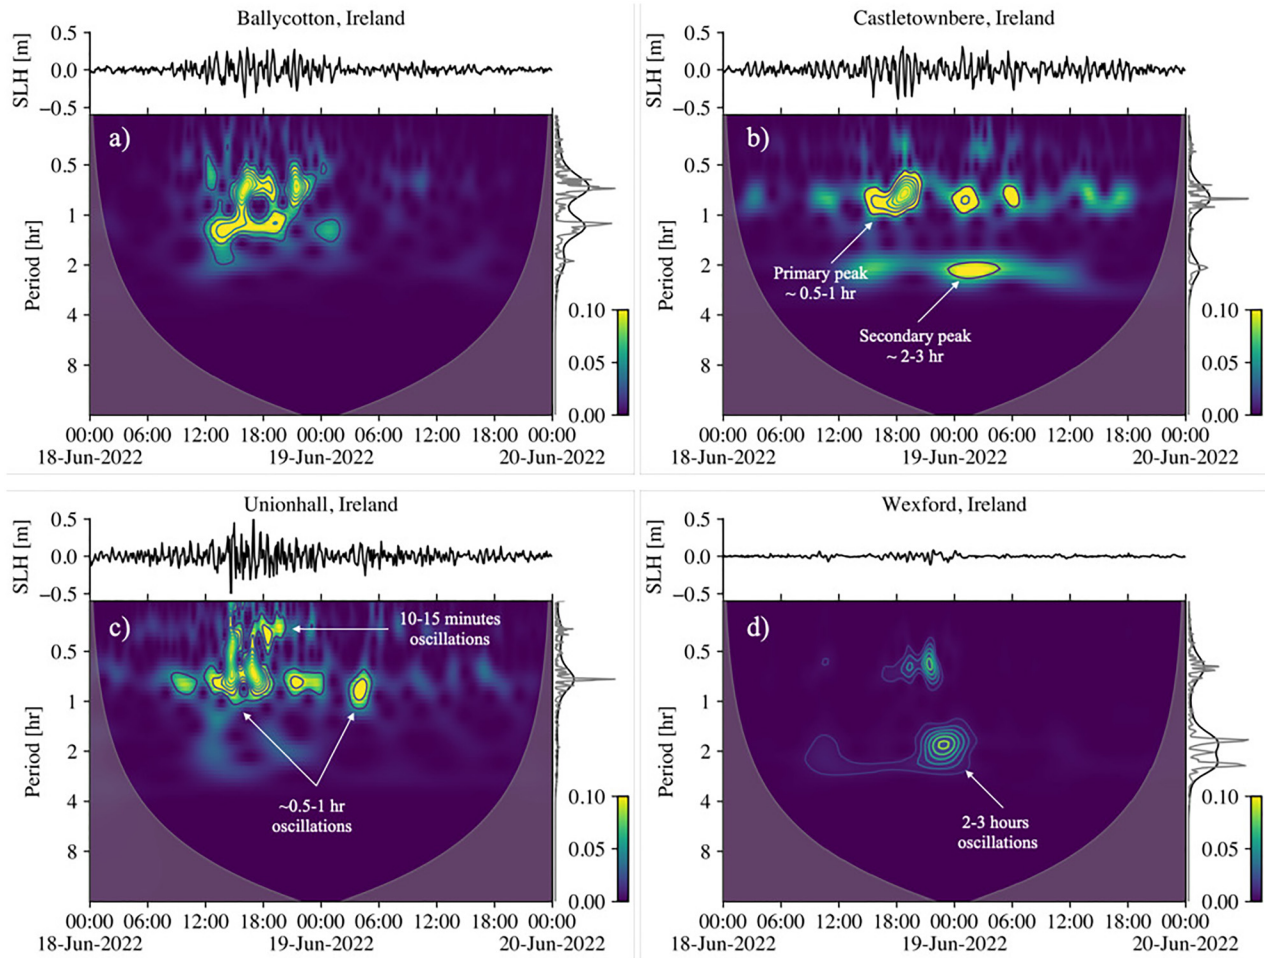 Ballycotton, Ireland
SLH [m]
0.5
0.0
−0.5
a)
Period [hr]
0.5
1
2
4
8
0.10
0.05
0.00
00:00 06:00 12:00 18:00 00:00 06:00 12:00 18:00 00:00
18-Jun-2022 19-Jun-2022 20-Jun-2022
Castletownbere, Ireland
SLH [m]
0.5
0.0
−0.5
b)
Period [hr]
0.5
1
2
4
8
Primary peak
~ 0.5-1 hr
Secondary peak
~ 2-3 hr
0.10
0.05
0.00
00:00 06:00 12:00 18:00 00:00 06:00 12:00 18:00 00:00
18-Jun-2022 19-Jun-2022 20-Jun-2022
Unionhall, Ireland
SLH [m]
0.5
0.0
−0.5
c)
Period [hr]
0.5
1
2
4
8
10-15 minutes
oscillations
~0.5-1 hr
oscillations
0.10
0.05
0.00
00:00 06:00 12:00 18:00 00:00 06:00 12:00 18:00 00:00
18-Jun-2022 19-Jun-2022 20-Jun-2022
Wexford, Ireland
SLH [m]
0.5
0.0
−0.5
d)
Period [hr]
0.5
1
2
4
8
2-3 hours
oscillations
0.10
0.05
0.00
00:00 06:00 12:00 18:00 00:00 06:00 12:00 18:00 00:00
18-Jun-2022 19-Jun-2022 20-Jun-2022